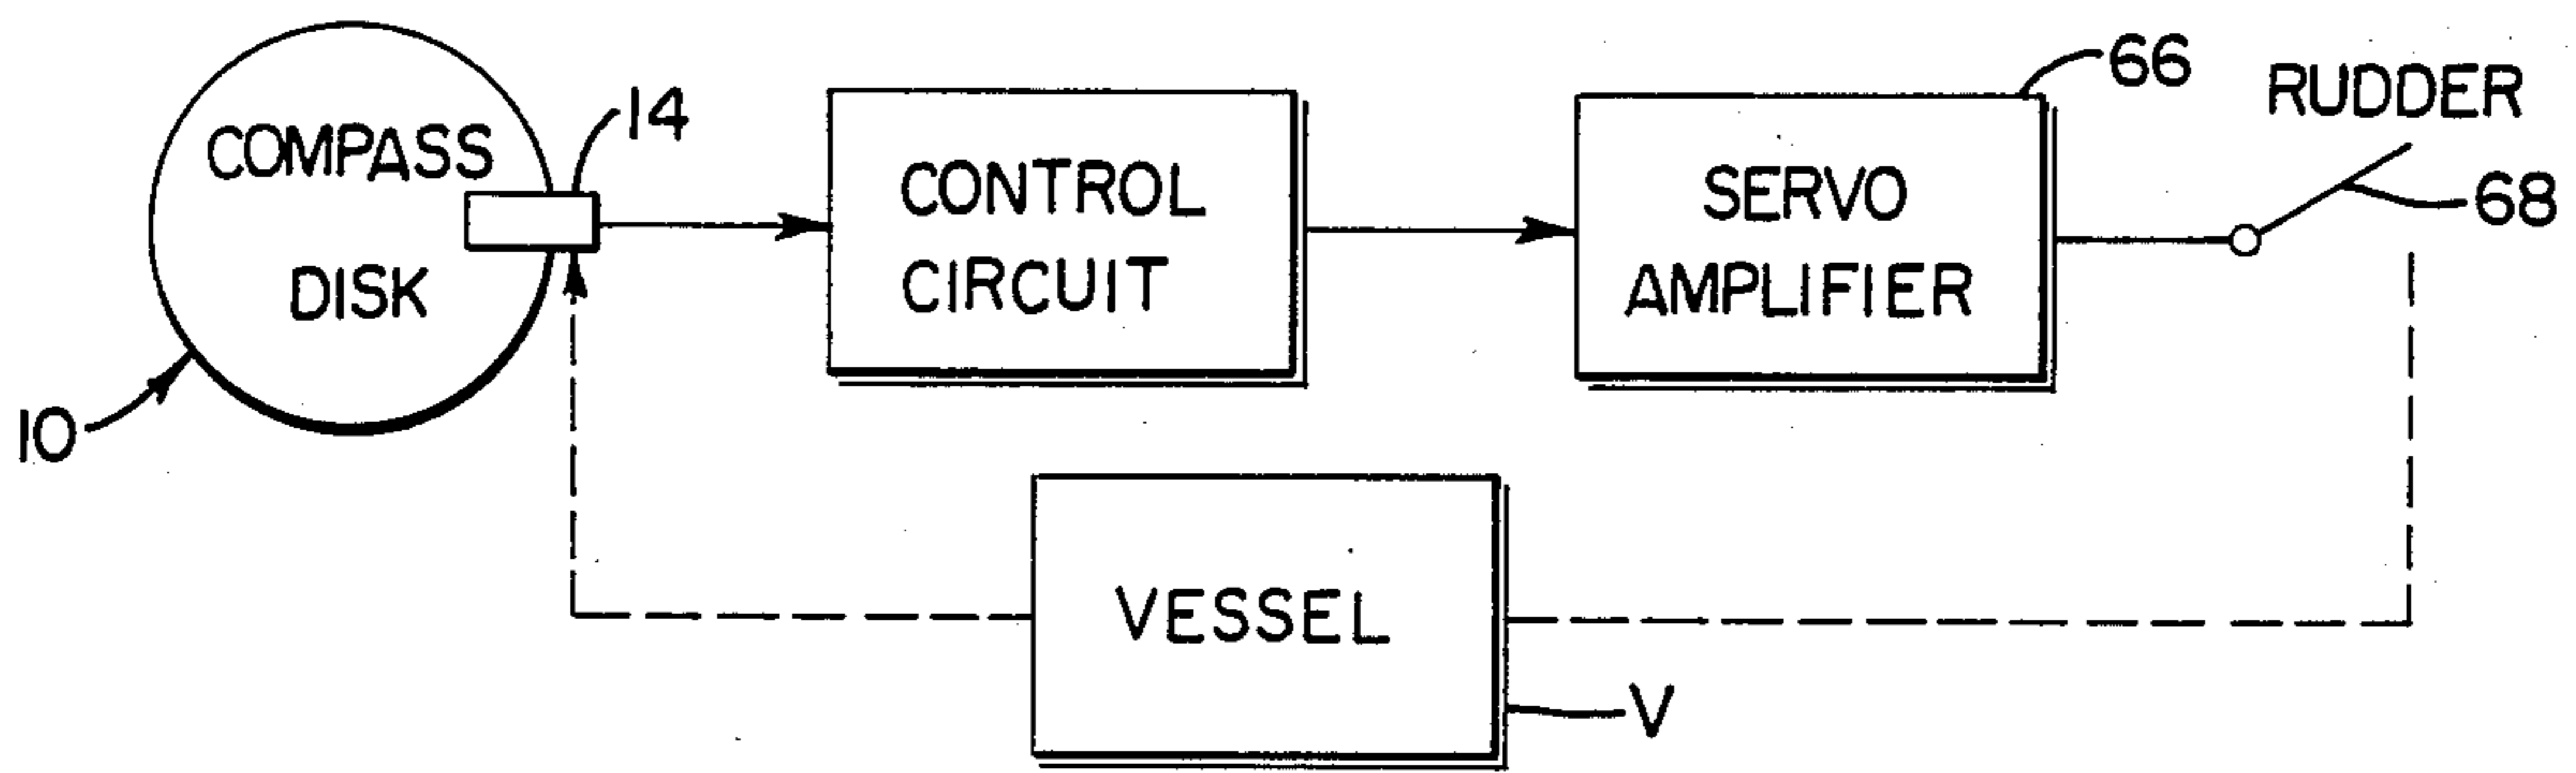 COMPASS
DISK
10
14
CONTROL
CIRCUIT
SERVO
AMPLIFIER
66
RUDDER
68
VESSEL
V